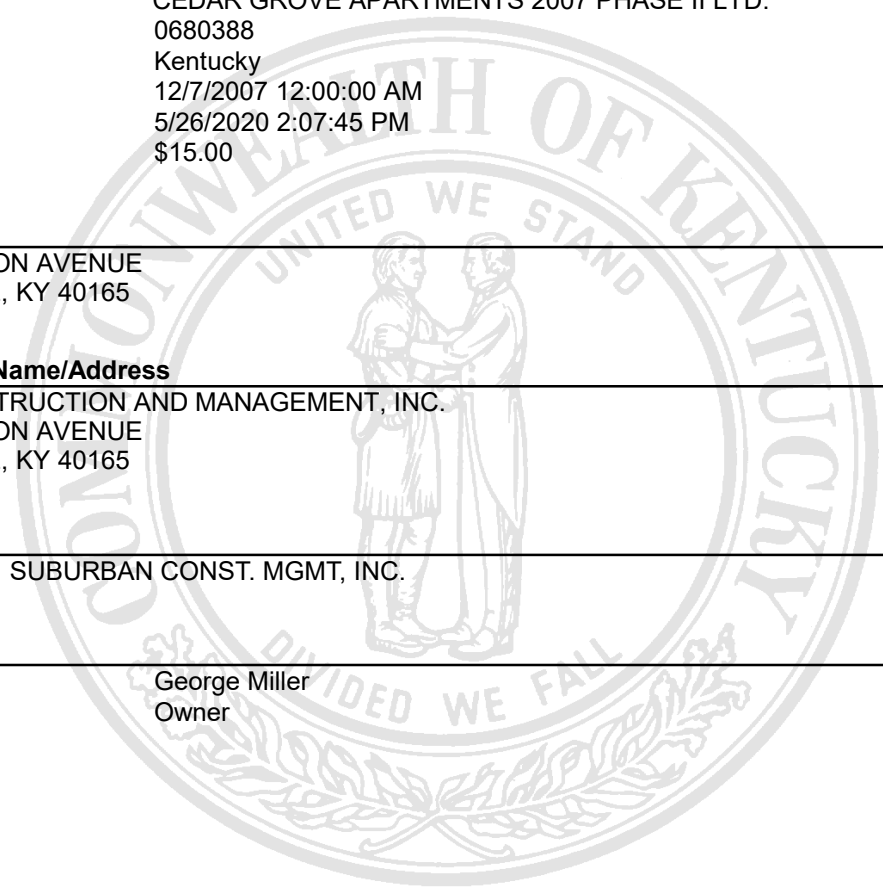 CEDAR GROVE APARTMENTS 2007 PHASE II LTD.
0680388
Kentucky
12/7/2007 12:00:00 AM
5/26/2020 2:07:45 PM
$15.00
ON AVENUE
, KY 40165
Name/Address
TRUCTION AND MANAGEMENT, INC.
ON AVENUE
, KY 40165
SUBURBAN CONST. MGMT, INC.
George Miller
Owner
COMMONWEALTH OF KENTUCKY
UNITED WE STAND
DIVIDED WE FALL